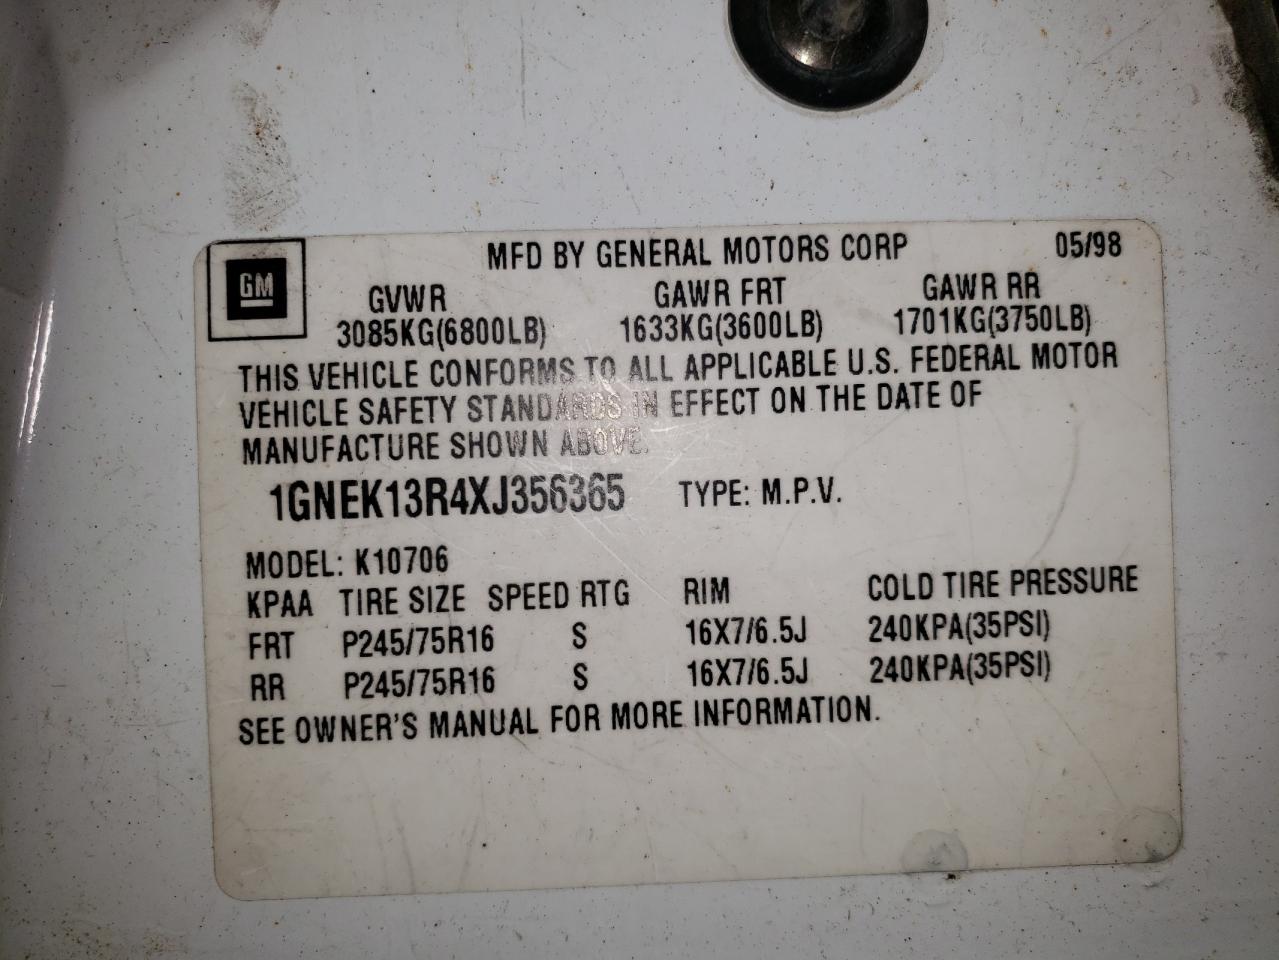 MFD BY GENERAL MOTORS CORP 05/98
GM
GVWR GAWR FRT GAWR RR
3085KG(6800LB) 1633KG(3600LB) 1701KG(3750LB)
THIS VEHICLE CONFORMS TO ALL APPLICABLE U.S. FEDERAL MOTOR
VEHICLE SAFETY STANDARDS IN EFFECT ON THE DATE OF
MANUFACTURE SHOWN ABOVE.
1GNEK13R4XJ356365 TYPE: M.P.V.
MODEL: K10706
KPAA TIRE SIZE SPEED RTG RIM COLD TIRE PRESSURE
FRT P245/75R16 S 16X7/6.5J 240KPA(35PSI)
RR P245/75R16 S 16X7/6.5J 240KPA(35PSI)
SEE OWNER'S MANUAL FOR MORE INFORMATION.